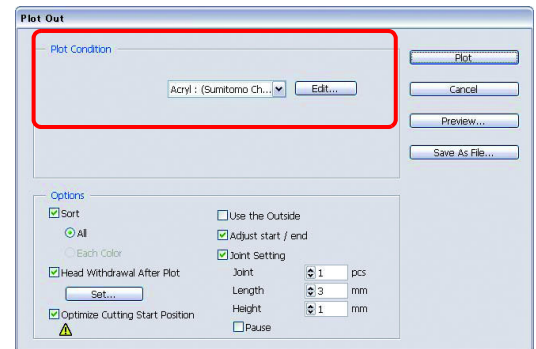 Plot Out
Plot Condition
Acryl : (Sumitomo Ch...
Edit...
Plot
Cancel
Preview...
Save As File...
Options
Sort
All
Each Color
Head Withdrawal After Plot
Set...
Optimize Cutting Start Position
Use the Outside
Adjust start / end
Joint Setting
Joint 1 pcs
Length 3 mm
Height 1 mm
Pause